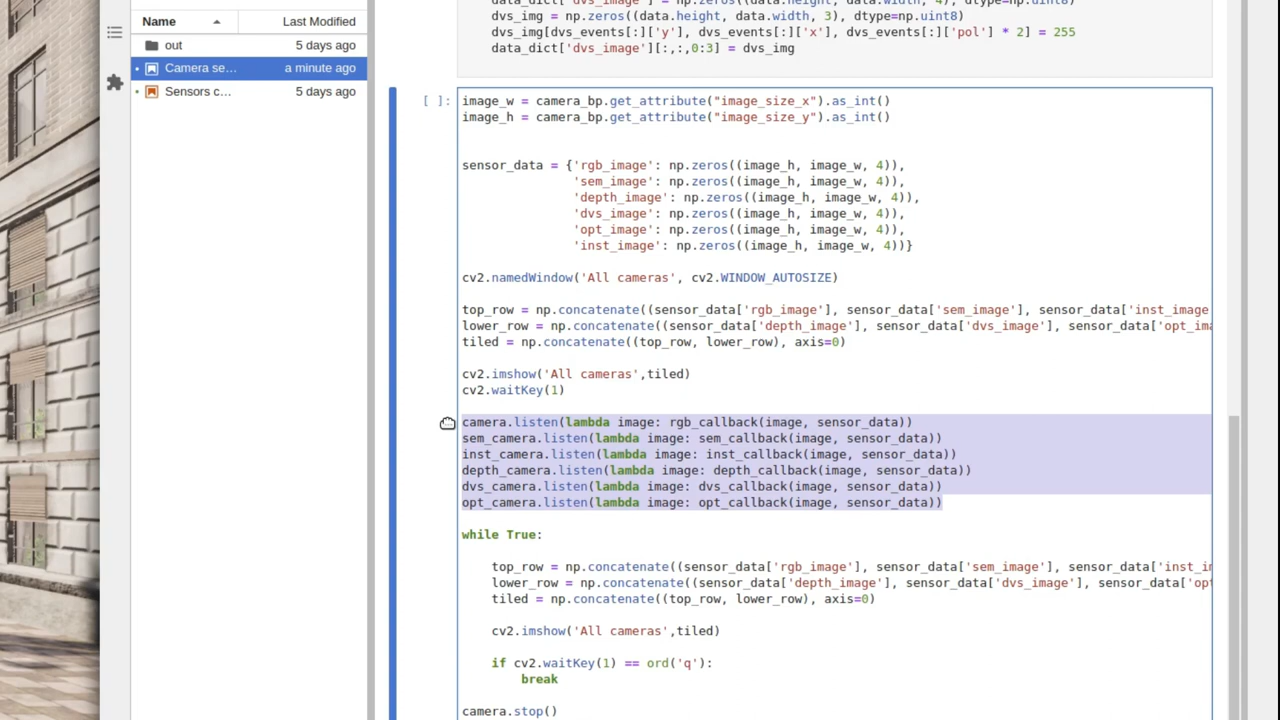 Name Last Modified
out 5 days ago
Camera se... a minute ago
Sensors c... 5 days ago
dvs_img = np.zeros((data.height, data.width, 3), dtype=np.uint8)
dvs_img[dvs_events[:]['y'], dvs_events[:]['x'], dvs_events[:]['pol'] * 2] = 255
data_dict['dvs_image'][:,:,0:3] = dvs_img
[ ]: image_w = camera_bp.get_attribute("image_size_x").as_int()
image_h = camera_bp.get_attribute("image_size_y").as_int()
sensor_data = {'rgb_image': np.zeros((image_h, image_w, 4)),
'sem_image': np.zeros((image_h, image_w, 4)),
'depth_image': np.zeros((image_h, image_w, 4)),
'dvs_image': np.zeros((image_h, image_w, 4)),
'opt_image': np.zeros((image_h, image_w, 4)),
'inst_image': np.zeros((image_h, image_w, 4))}
cv2.namedWindow('All cameras', cv2.WINDOW_AUTOSIZE)
top_row = np.concatenate((sensor_data['rgb_image'], sensor_data['sem_image'], sensor_data['inst_image
lower_row = np.concatenate((sensor_data['depth_image'], sensor_data['dvs_image'], sensor_data['opt_ima
tiled = np.concatenate((top_row, lower_row), axis=0)
cv2.imshow('All cameras',tiled)
cv2.waitKey(1)
camera.listen(lambda image: rgb_callback(image, sensor_data))
sem_camera.listen(lambda image: sem_callback(image, sensor_data))
inst_camera.listen(lambda image: inst_callback(image, sensor_data))
depth_camera.listen(lambda image: depth_callback(image, sensor_data))
dvs_camera.listen(lambda image: dvs_callback(image, sensor_data))
opt_camera.listen(lambda image: opt_callback(image, sensor_data))
while True:
top_row = np.concatenate((sensor_data['rgb_image'], sensor_data['sem_image'], sensor_data['inst_im
lower_row = np.concatenate((sensor_data['depth_image'], sensor_data['dvs_image'], sensor_data['opt
tiled = np.concatenate((top_row, lower_row), axis=0)
cv2.imshow('All cameras',tiled)
if cv2.waitKey(1) == ord('q'):
break
camera.stop()